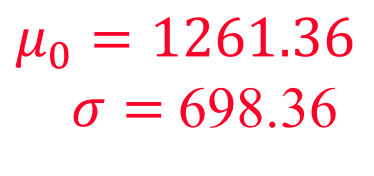 μ₀ = 1261.36
σ = 698.36